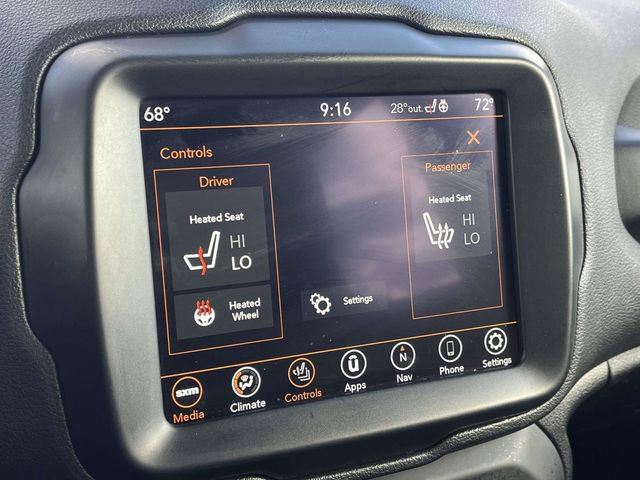 68° 9:16 28°out. 72°
Controls
Driver
Heated Seat
HI
LO
Heated
Wheel
Settings
Passenger
Heated Seat
HI
LO
sxm
Media
Climate
Controls
Apps
N
Nav
Phone
Settings